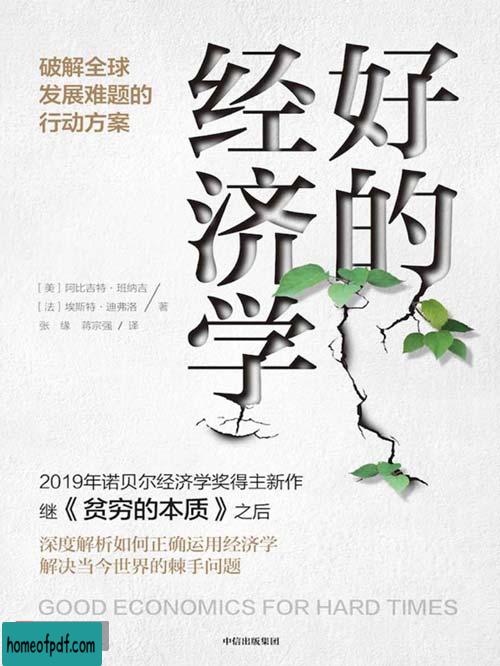 破解全球
发展难题的
行动方案
好的
经济学
[美] 阿比吉特·班纳吉
[法] 埃斯特·迪弗洛 / 著
张 缘 蒋宗强 / 译
2019年诺贝尔经济学奖得主新作
继《贫穷的本质》之后
深度解析如何正确运用经济学
解决当今世界的棘手问题
GOOD ECONOMICS FOR HARD TIMES
中信出版集团
homeofpdf.com